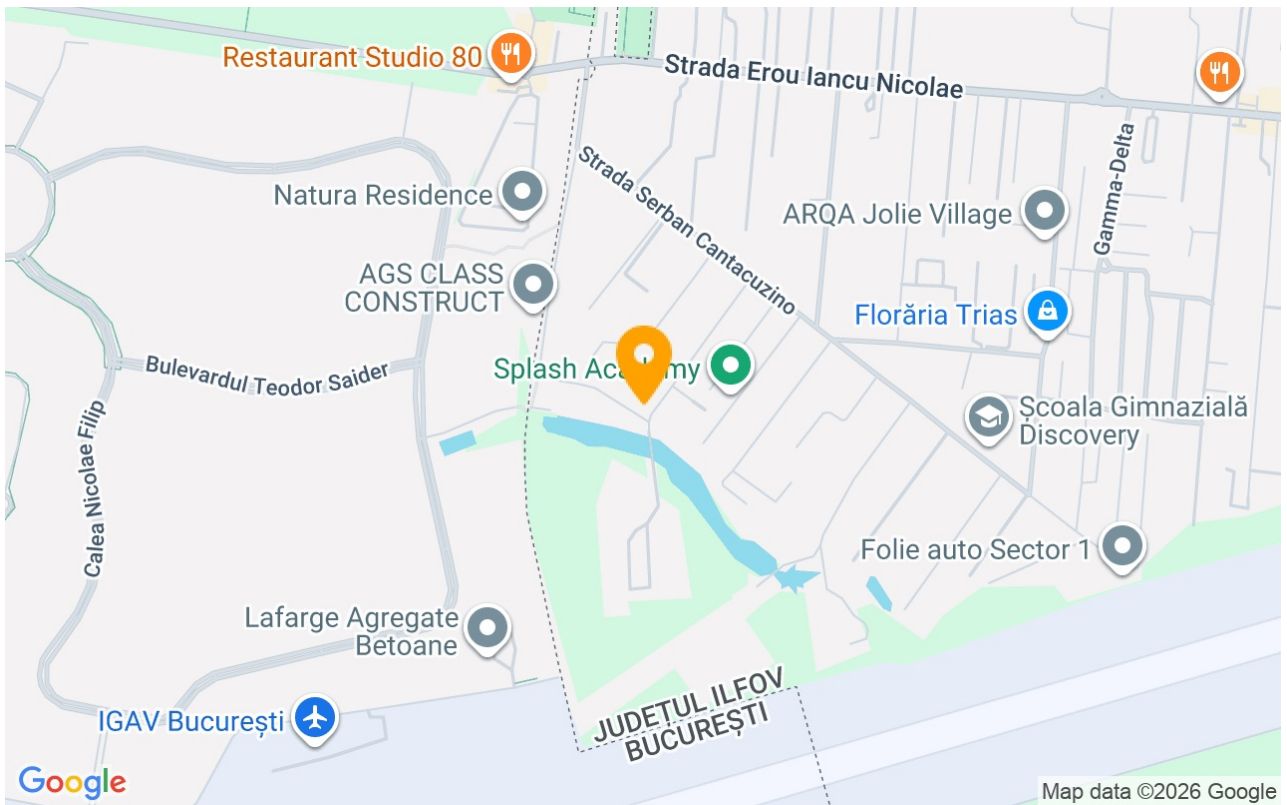 Restaurant Studio 80
Strada Erou Iancu Nicolae
Strada Serban Cantacuzino
Gamma-Delta
Natura Residence
ARQA Jolie Village
AGS CLASS
CONSTRUCT
Florăria Trias
Bulevardul Teodor Saider
Splash Academy
Școala Gimnazială
Discovery
Calea Nicolae Filip
Folie auto Sector 1
Lafarge Agregate
Betoane
JUDEȚUL ILFOV
BUCUREȘTI
IGAV București
Google
Map data ©2026 Google